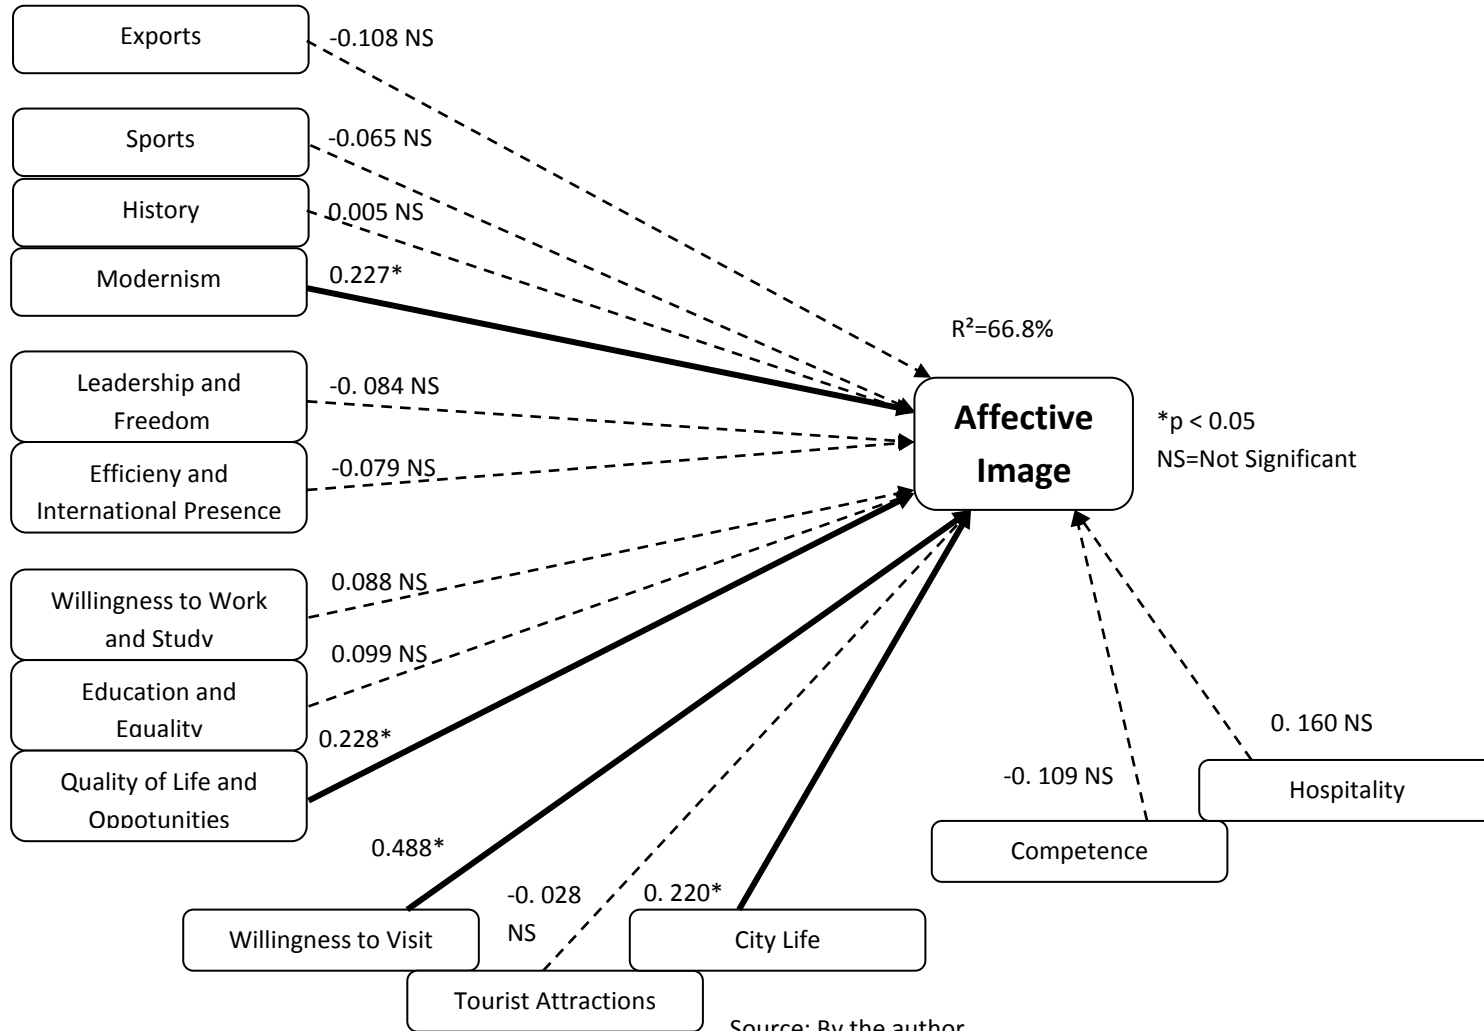 Exports
-0.108 NS
Sports
-0.065 NS
History
0.005 NS
Modernism
0.227*
R²=66.8%
Leadership and
Freedom
-0. 084 NS
Affective
Image
*p < 0.05
NS=Not Significant
Efficieny and
International Presence
-0.079 NS
Willingness to Work
and Study
0.088 NS
Education and
Equality
0.099 NS
Quality of Life and
Oppotunities
0.228*
0. 160 NS
Hospitality
-0. 109 NS
Competence
0.488*
Willingness to Visit
-0. 028
NS
Tourist Attractions
0. 220*
City Life
Source: By the author